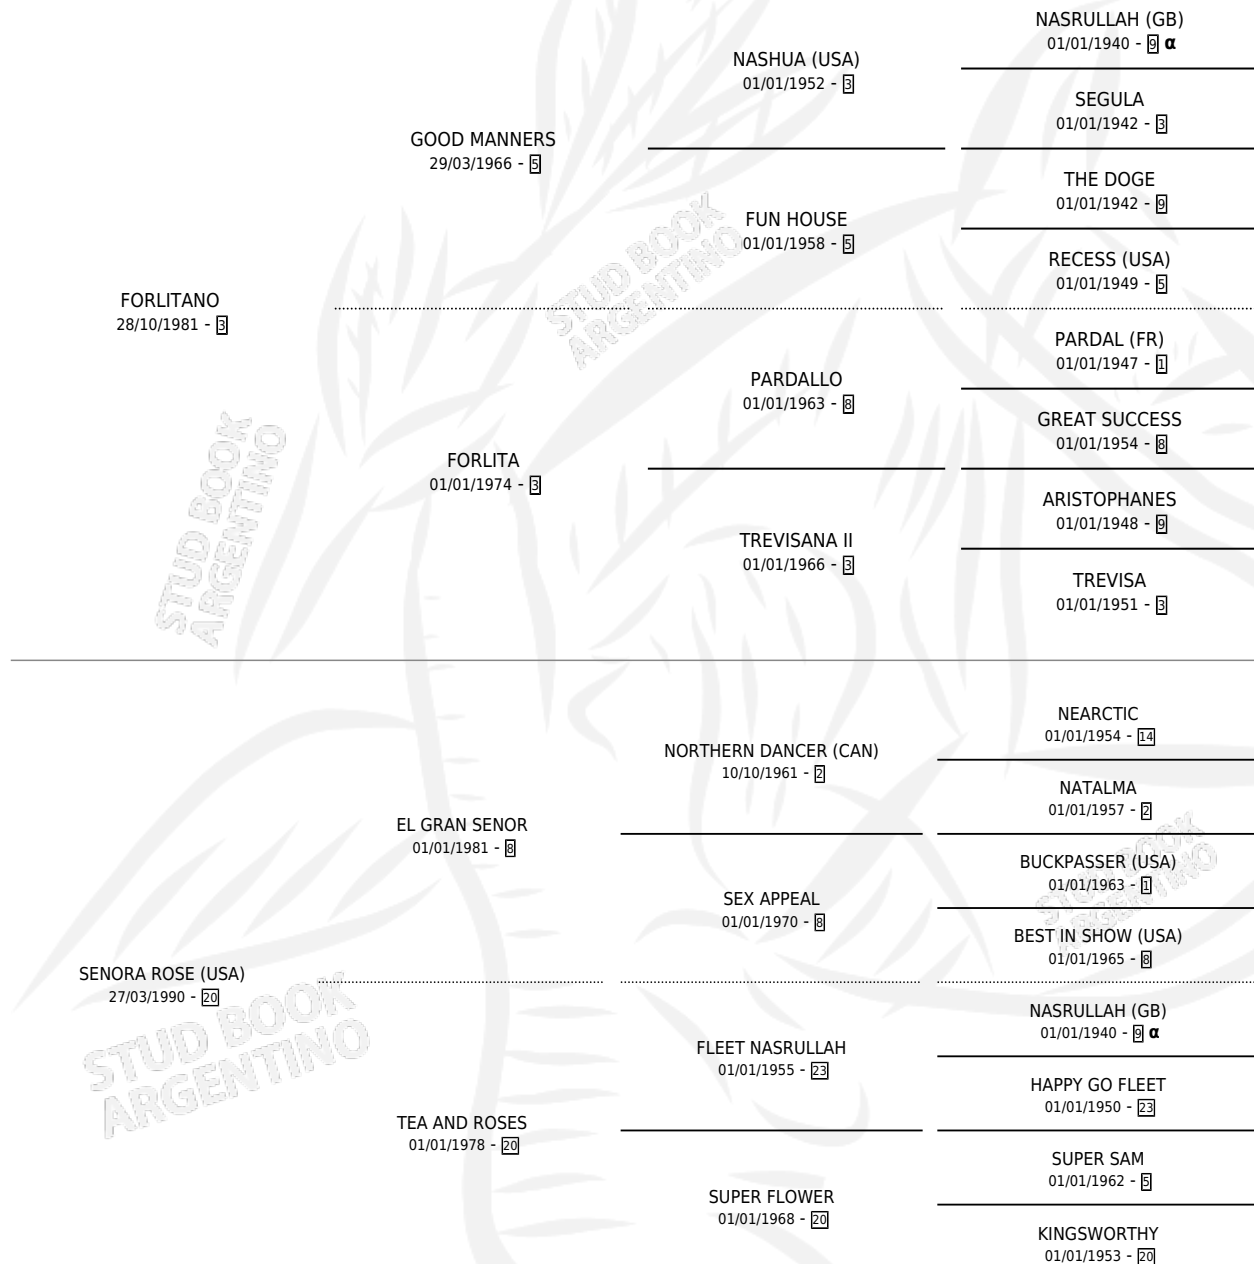 NASRULLAH (GB)
01/01/1940 - 9 α
NASHUA (USA)
01/01/1952 - 3
SEGULA
01/01/1942 - 3
GOOD MANNERS
29/03/1966 - 5
THE DOGE
01/01/1942 - 9
FUN HOUSE
01/01/1958 - 5
RECESS (USA)
01/01/1949 - 5
FORLITANO
28/10/1981 - 3
PARDAL (FR)
01/01/1947 - 1
PARDALLO
01/01/1963 - 8
GREAT SUCCESS
01/01/1954 - 8
FORLITA
01/01/1974 - 3
ARISTOPHANES
01/01/1948 - 9
TREVISANA II
01/01/1966 - 3
TREVISA
01/01/1951 - 3
NEARCTIC
01/01/1954 - 14
NORTHERN DANCER (CAN)
10/10/1961 - 2
NATALMA
01/01/1957 - 2
EL GRAN SENOR
01/01/1981 - 8
BUCKPASSER (USA)
01/01/1963 - 1
SEX APPEAL
01/01/1970 - 8
BEST IN SHOW (USA)
01/01/1965 - 8
SENORA ROSE (USA)
27/03/1990 - 20
NASRULLAH (GB)
01/01/1940 - 9 α
FLEET NASRULLAH
01/01/1955 - 23
HAPPY GO FLEET
01/01/1950 - 23
TEA AND ROSES
01/01/1978 - 20
SUPER SAM
01/01/1962 - 5
SUPER FLOWER
01/01/1968 - 20
KINGSWORTHY
01/01/1953 - 20
STUD BOOK
ARGENTINO
STUD BOOK
ARGENTINO
STUD BOOK
ARGENTINO
STUD BOOK
ARGENTINO